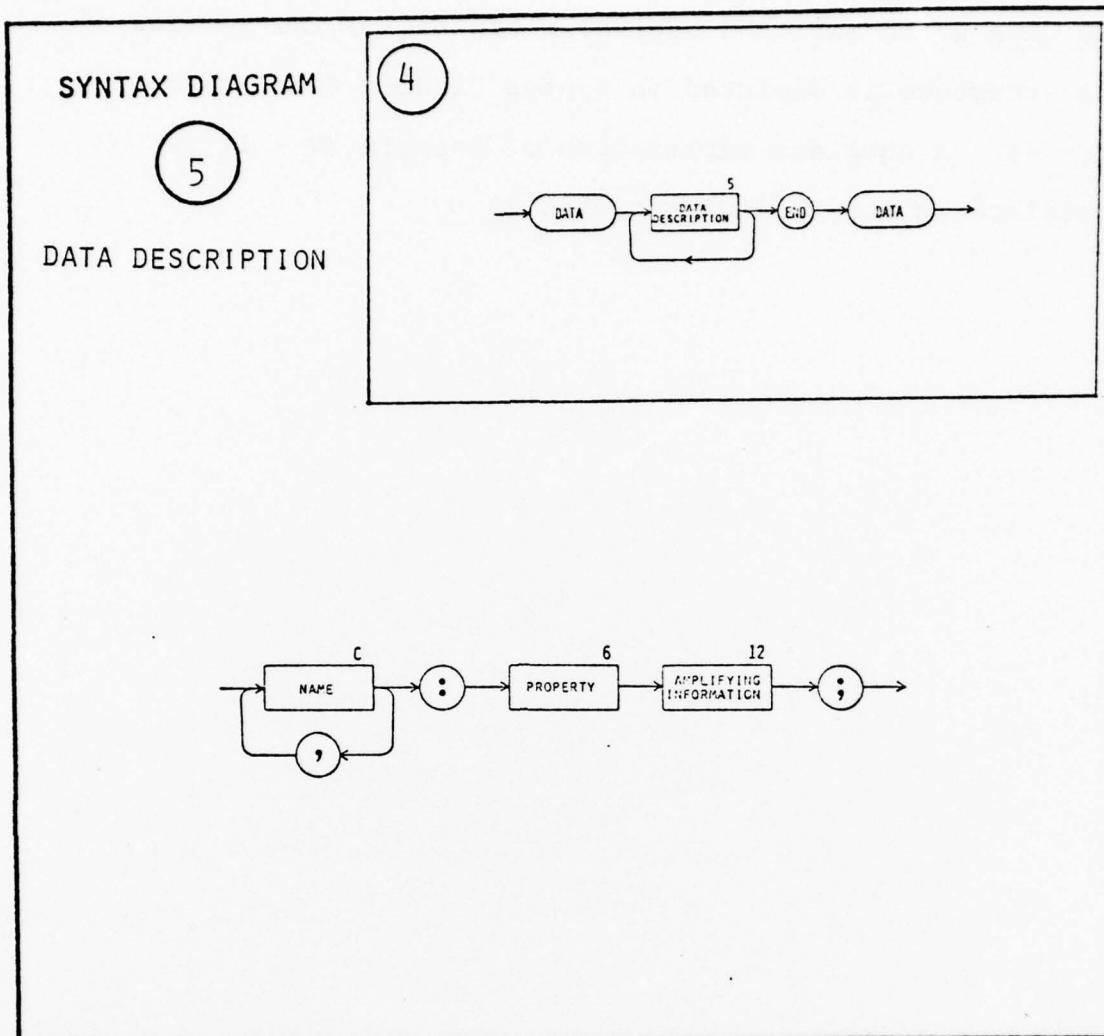 SYNTAX DIAGRAM
5
DATA DESCRIPTION
4
DATA
5
DATA
DESCRIPTION
END
DATA
C
NAME
,
:
6
PROPERTY
12
AMPLIFYING
INFORMATION
;